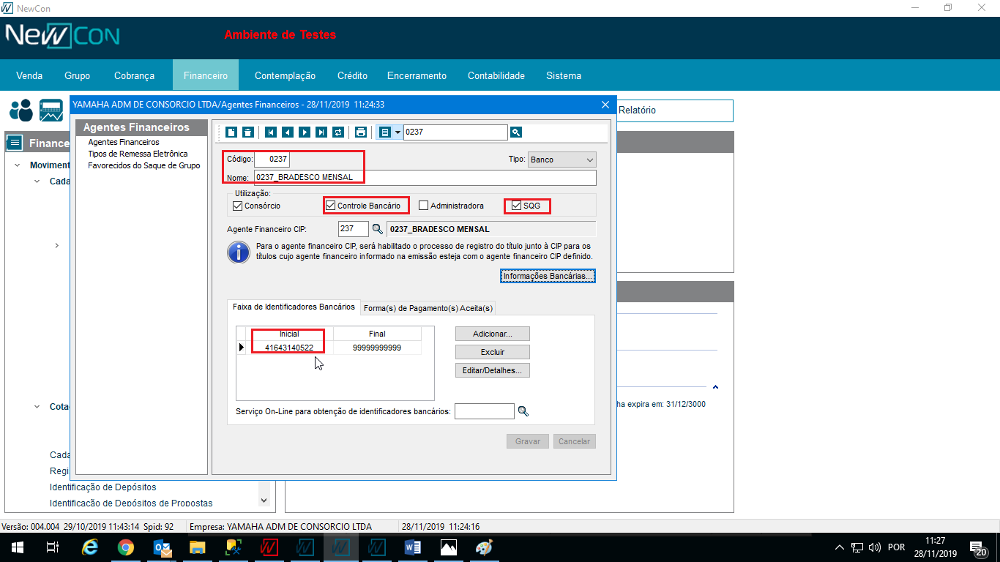 NewCon
NewCon
Ambiente de Testes
Venda Grupo Cobrança Financeiro Contemplação Crédito Encerramento Contabilidade Sistema
YAMAHA ADM DE CONSORCIO LTDA/Agentes Financeiros - 28/11/2019 11:24:33
Relatório
Agentes Financeiros
Agentes Financeiros
Tipos de Remessa Eletrônica
Favorecidos do Saque de Grupo
0237
Finance
Moviment
Cada
Código: 0237
Tipo: Banco
Nome: 0237_BRADESCO MENSAL
Utilização:
Consórcio
Controle Bancário
Administradora
SQG
Agente Financeiro CIP: 237 0237_BRADESCO MENSAL
Para o agente financeiro CIP, será habilitado o processo de registro do título junto à CIP para os
títulos cujo agente financeiro informado na emissão esteja com o agente financeiro CIP definido.
Informações Bancárias...
Faixa de Identificadores Bancários
Forma(s) de Pagamento(s) Aceita(s)
Inicial Final
41643140522 99999999999
Adicionar...
Excluir
Editar/Detalhes...
Serviço On-Line para obtenção de identificadores bancários:
Gravar Cancelar
Cota
ha expira em: 31/12/3000
Cada
Regi
Identificação de Depósitos
Identificação de Depósitos de Propostas
Versão: 004.004 29/10/2019 11:43:14 Spid: 92 Empresa: YAMAHA ADM DE CONSORCIO LTDA 28/11/2019 11:24:16
POR
11:27
28/11/2019
20